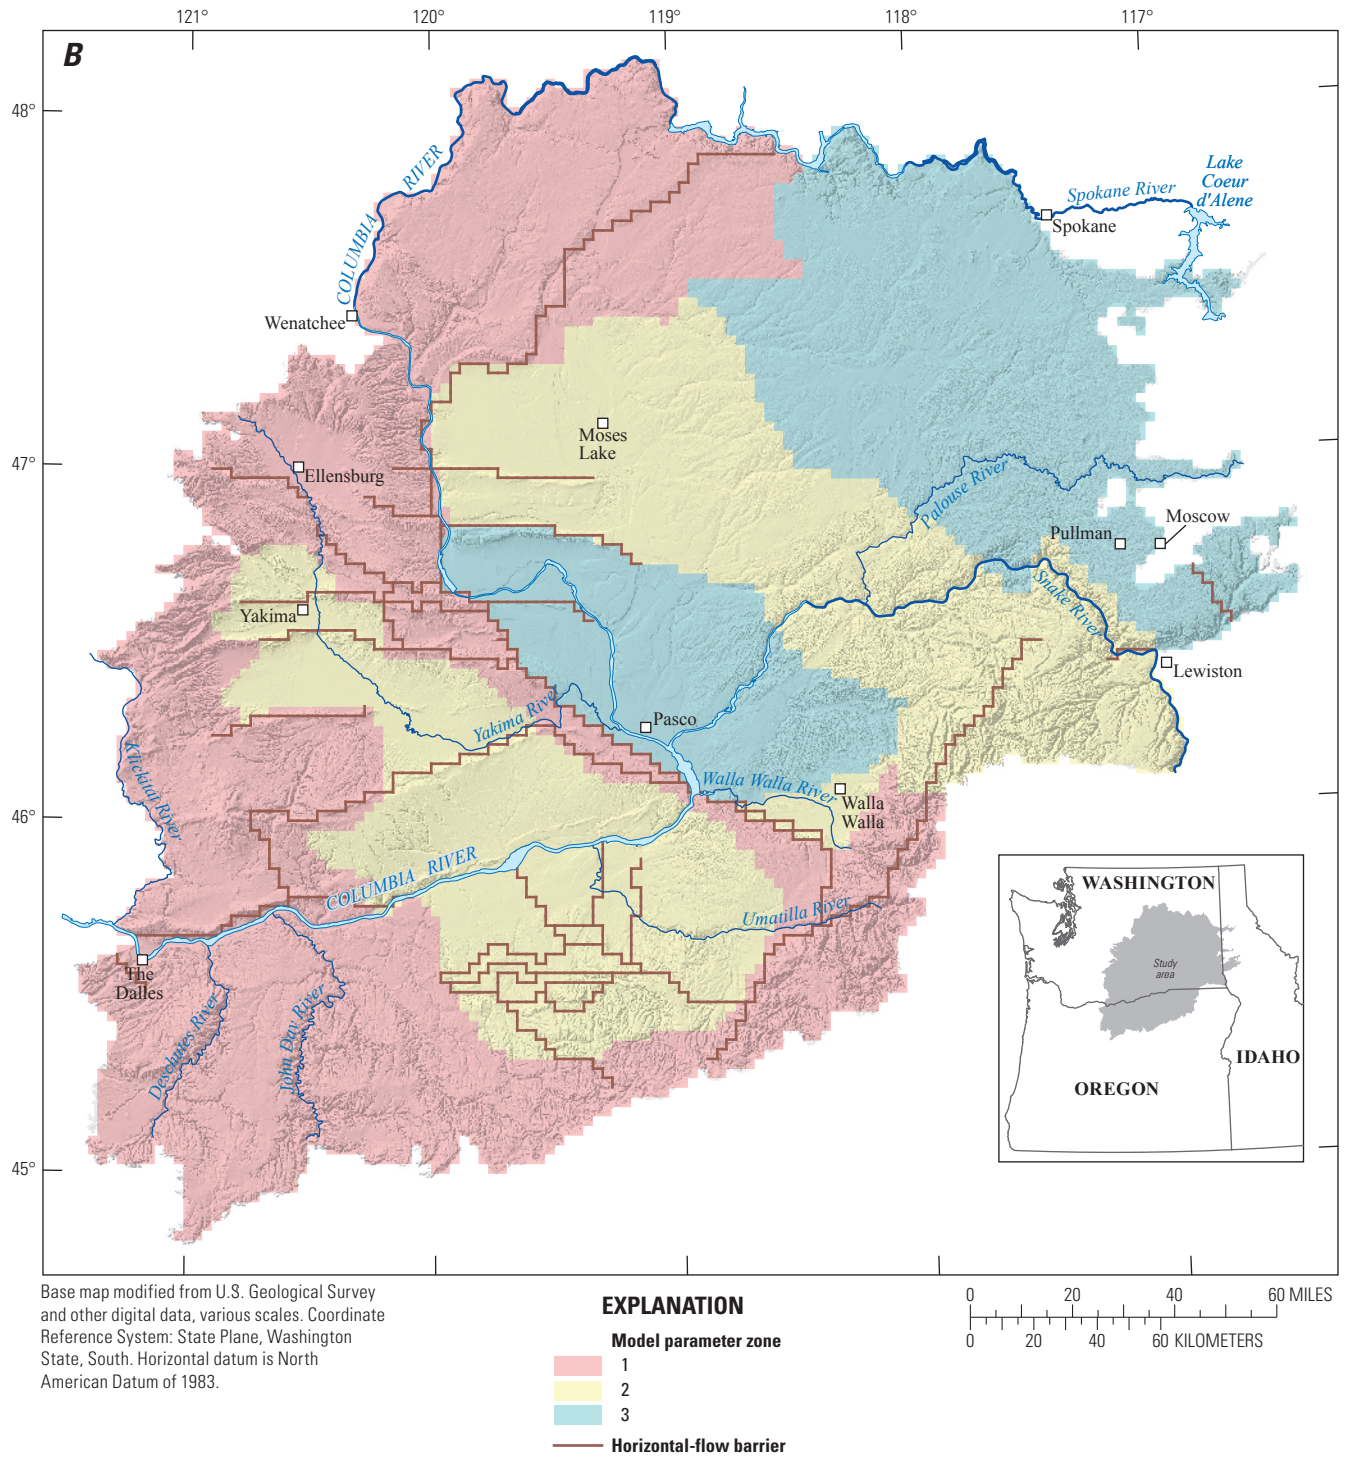 121° 120° 119° 118° 117°
B
48°
47°
46°
45°
COLUMBIA RIVER
Lake
Coeur
d'Alene
Spokane River
Spokane
Wenatchee
Moses
Lake
Ellensburg
Palouse River
Pullman
Moscow
Snake River
Yakima
Lewiston
Yakima River
Pasco
Klickitat River
Walla Walla River
Walla
Walla
COLUMBIA RIVER
Umatilla River
The
Dalles
Deschutes River
John Day River
WASHINGTON
Study
area
IDAHO
OREGON
Base map modified from U.S. Geological Survey
and other digital data, various scales. Coordinate
Reference System: State Plane, Washington
State, South. Horizontal datum is North
American Datum of 1983.
EXPLANATION
Model parameter zone
1
2
3
Horizontal-flow barrier
0 20 40 60 MILES
0 20 40 60 KILOMETERS